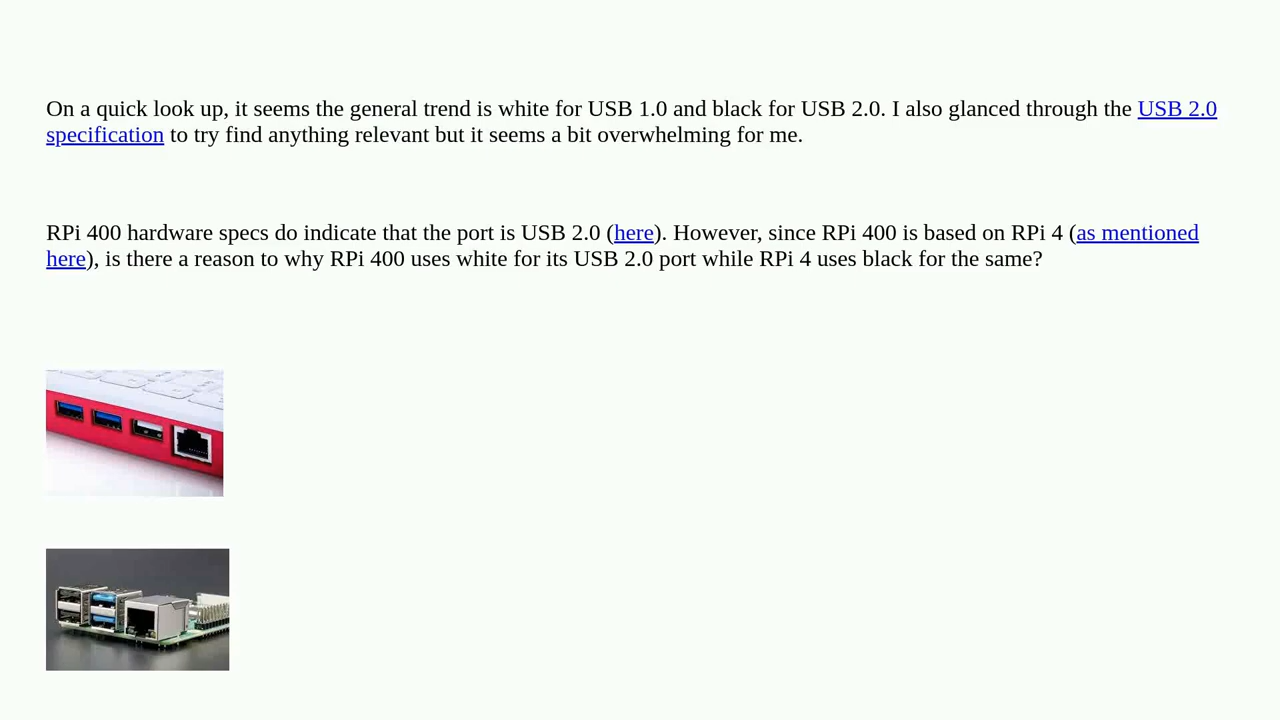 On a quick look up, it seems the general trend is white for USB 1.0 and black for USB 2.0. I also glanced through the USB 2.0
specification to try find anything relevant but it seems a bit overwhelming for me.
RPi 400 hardware specs do indicate that the port is USB 2.0 (here). However, since RPi 400 is based on RPi 4 (as mentioned
here), is there a reason to why RPi 400 uses white for its USB 2.0 port while RPi 4 uses black for the same?